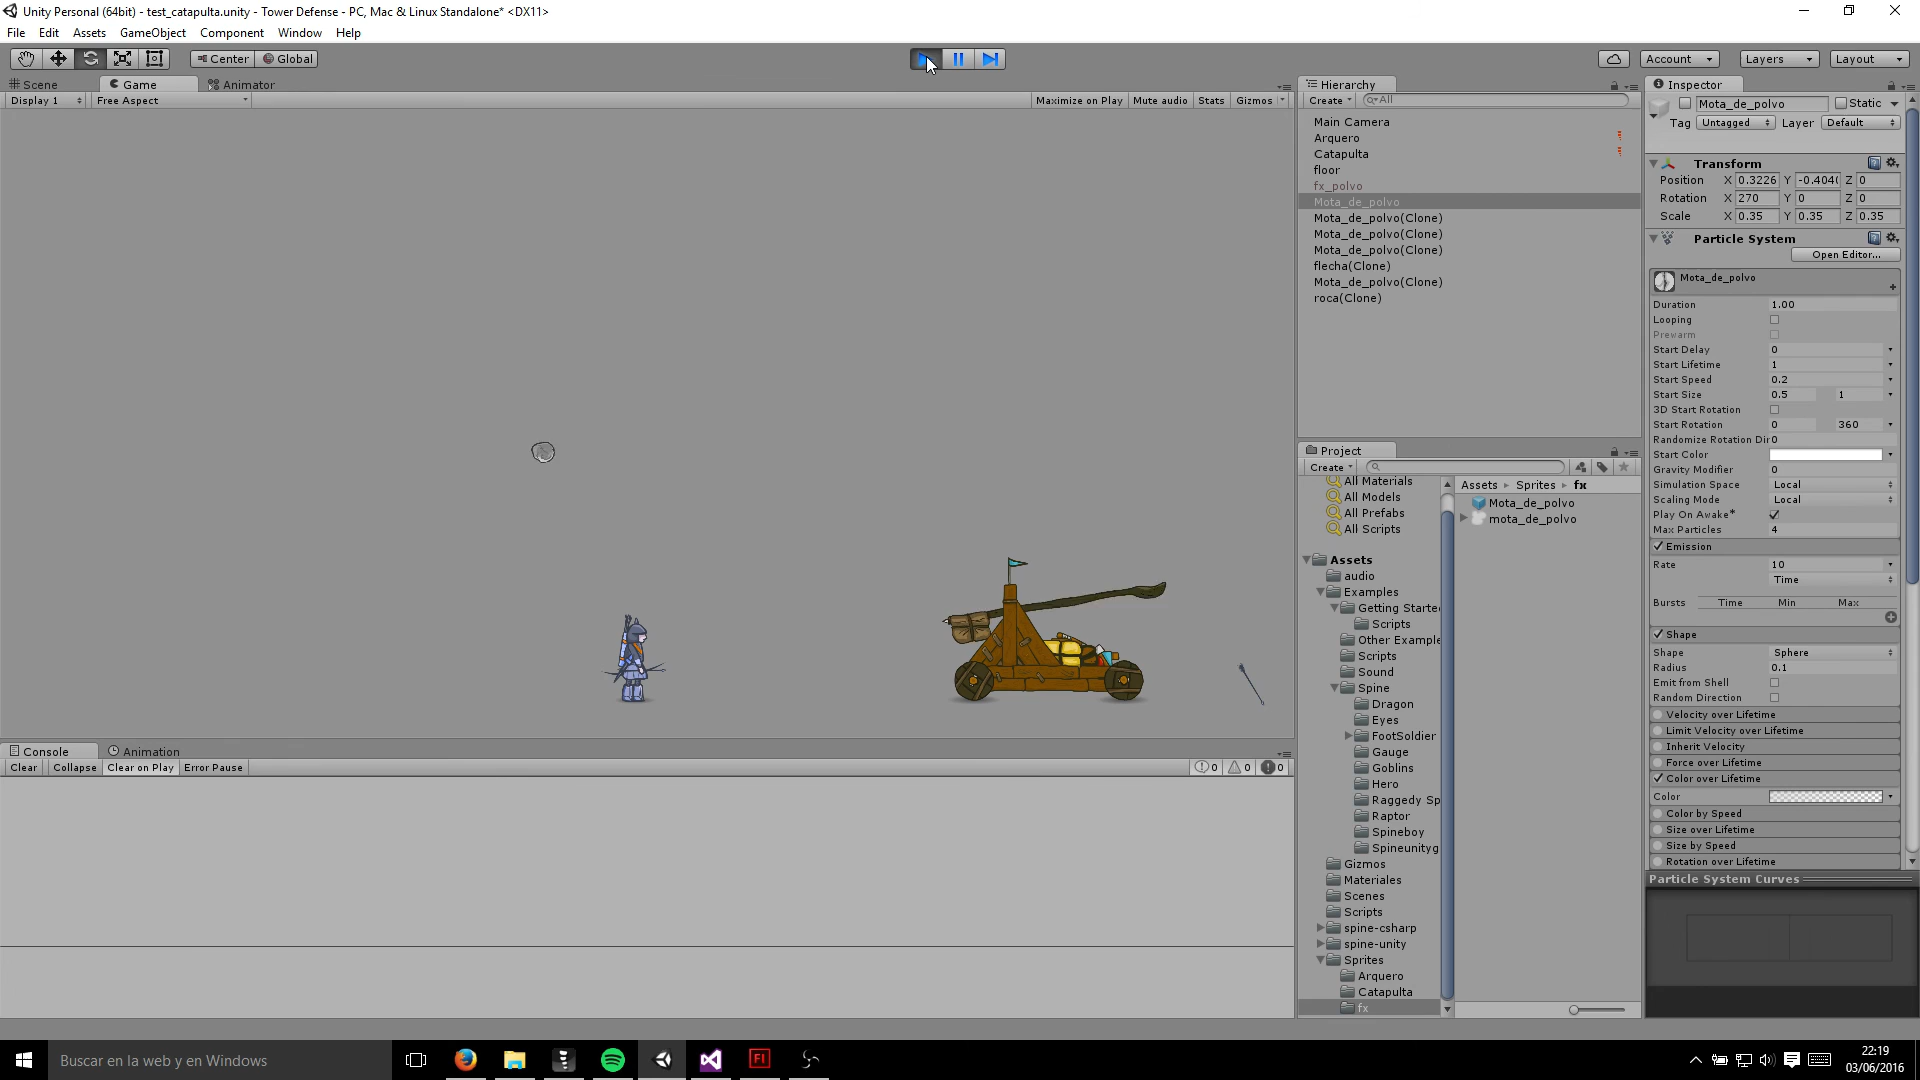 Unity Personal (64bit) - test_catapulta.unity - Tower Defense - PC, Mac & Linux Standalone* <DX11>
File Edit Assets GameObject Component Window Help
Center Global Account Layers Layout
Scene Game Animator
Display 1 Free Aspect Maximize on Play Mute audio Stats Gizmos
Hierarchy
Create All
Main Camera
Arquero
Catapulta
floor
fx_polvo
Mota_de_polvo
Mota_de_polvo(Clone)
Mota_de_polvo(Clone)
Mota_de_polvo(Clone)
flecha(Clone)
Mota_de_polvo(Clone)
roca(Clone)
Project
Create
All Materials
All Models
All Prefabs
All Scripts
Assets
audio
Examples
Getting Starte
Scripts
Other Example
Scripts
Sound
Spine
Dragon
Eyes
FootSoldier
Gauge
Goblins
Hero
Raggedy Sp
Raptor
Spineboy
Spineunityg
Gizmos
Materiales
Scenes
Scripts
spine-csharp
spine-unity
Sprites
Arquero
Catapulta
fx
Assets Sprites fx
Mota_de_polvo
mota_de_polvo
Inspector
Mota_de_polvo Static
Tag Untagged Layer Default
Transform
Position X 0.3226 Y -0.404( Z 0
Rotation X 270 Y 0 Z 0
Scale X 0.35 Y 0.35 Z 0.35
Particle System
Open Editor...
Mota_de_polvo
Duration 1.00
Looping
Prewarm
Start Delay 0
Start Lifetime 1
Start Speed 0.2
Start Size 0.5 1
3D Start Rotation
Start Rotation 0 360
Randomize Rotation Dir 0
Start Color
Gravity Modifier 0
Simulation Space Local
Scaling Mode Local
Play On Awake*
Max Particles 4
Emission
Rate 10
Time
Bursts Time Min Max
Shape
Shape Sphere
Radius 0.1
Emit from Shell
Random Direction
Velocity over Lifetime
Limit Velocity over Lifetime
Inherit Velocity
Force over Lifetime
Color over Lifetime
Color
Color by Speed
Size over Lifetime
Size by Speed
Rotation over Lifetime
Particle System Curves
Console Animation
Clear Collapse Clear on Play Error Pause 0 0 0
Buscar en la web y en Windows
Fl
22:19
03/06/2016